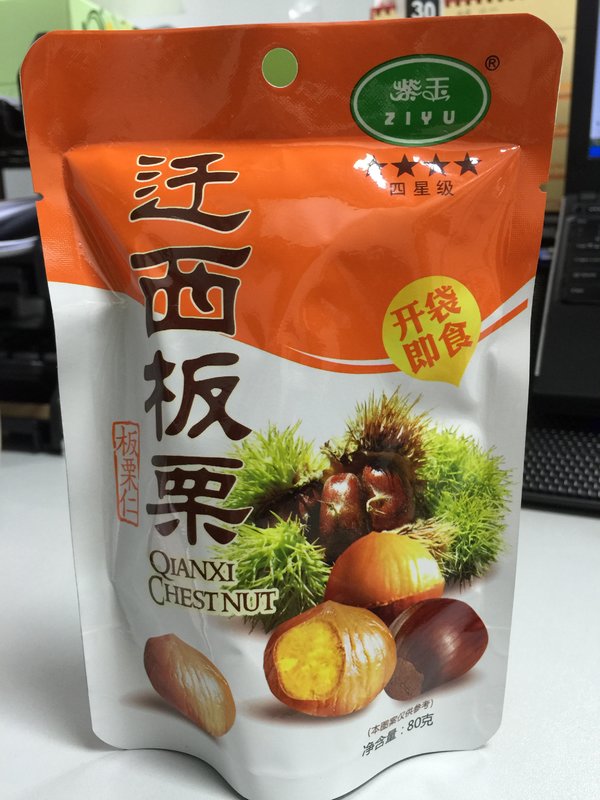 30
®
紫玉
ZIYU
四星级
迁西板栗
开袋
即食
板栗仁
QIANXI
CHESTNUT
(本图案仅供参考)
净含量：80克